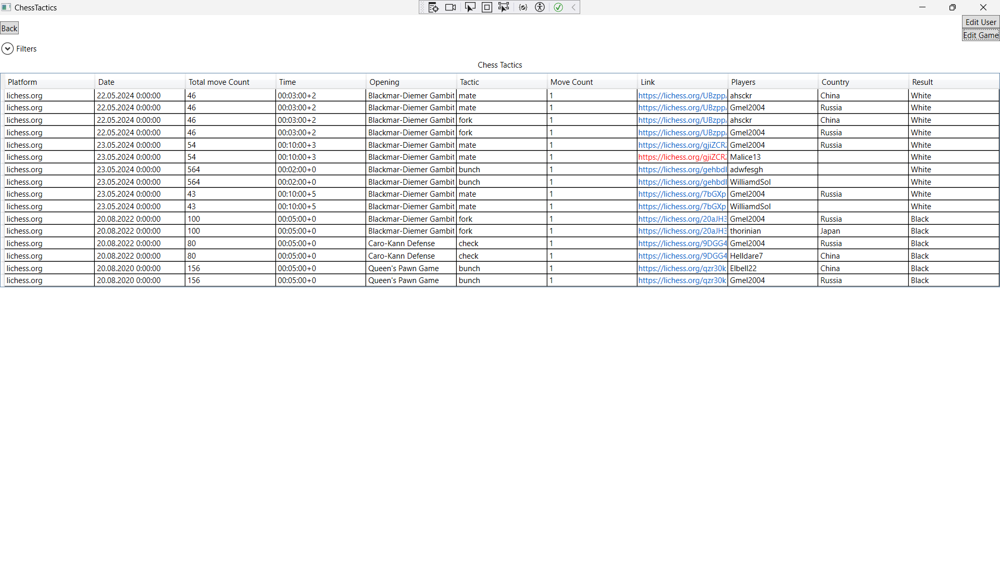 ChessTactics
Back
Edit User
Edit Game
Filters
Chess Tactics
Platform Date Total move Count Time Opening Tactic Move Count Link Players Country Result
lichess.org 22.05.2024 0:00:00 46 00:03:00+2 Blackmar-Diemer Gambit mate 1 https://lichess.org/UBzpp ahsckr China White
lichess.org 22.05.2024 0:00:00 46 00:03:00+2 Blackmar-Diemer Gambit mate 1 https://lichess.org/UBzpp Gmel2004 Russia White
lichess.org 22.05.2024 0:00:00 46 00:03:00+2 Blackmar-Diemer Gambit fork 1 https://lichess.org/UBzpp ahsckr China White
lichess.org 22.05.2024 0:00:00 46 00:03:00+2 Blackmar-Diemer Gambit fork 1 https://lichess.org/UBzpp Gmel2004 Russia White
lichess.org 23.05.2024 0:00:00 54 00:10:00+3 Blackmar-Diemer Gambit mate 1 https://lichess.org/gjiZCR Gmel2004 Russia White
lichess.org 23.05.2024 0:00:00 54 00:10:00+3 Blackmar-Diemer Gambit mate 1 https://lichess.org/gjiZCR Malice13 White
lichess.org 23.05.2024 0:00:00 564 00:02:00+0 Blackmar-Diemer Gambit bunch 1 https://lichess.org/gehbd adwfesgh White
lichess.org 23.05.2024 0:00:00 564 00:02:00+0 Blackmar-Diemer Gambit bunch 1 https://lichess.org/gehbd WilliamdSol White
lichess.org 23.05.2024 0:00:00 43 00:10:00+5 Blackmar-Diemer Gambit mate 1 https://lichess.org/7bGXp Gmel2004 Russia White
lichess.org 23.05.2024 0:00:00 43 00:10:00+5 Blackmar-Diemer Gambit mate 1 https://lichess.org/7bGXp WilliamdSol White
lichess.org 20.08.2022 0:00:00 100 00:05:00+0 Blackmar-Diemer Gambit fork 1 https://lichess.org/20aJH3 Gmel2004 Russia Black
lichess.org 20.08.2022 0:00:00 100 00:05:00+0 Blackmar-Diemer Gambit fork 1 https://lichess.org/20aJH3 thorinian Japan Black
lichess.org 20.08.2022 0:00:00 80 00:05:00+0 Caro-Kann Defense check 1 https://lichess.org/9DGG4 Gmel2004 Russia Black
lichess.org 20.08.2022 0:00:00 80 00:05:00+0 Caro-Kann Defense check 1 https://lichess.org/9DGG4 Helldare7 China Black
lichess.org 20.08.2020 0:00:00 156 00:05:00+0 Queen's Pawn Game bunch 1 https://lichess.org/qzr30k Elbell22 China Black
lichess.org 20.08.2020 0:00:00 156 00:05:00+0 Queen's Pawn Game bunch 1 https://lichess.org/qzr30k Gmel2004 Russia Black